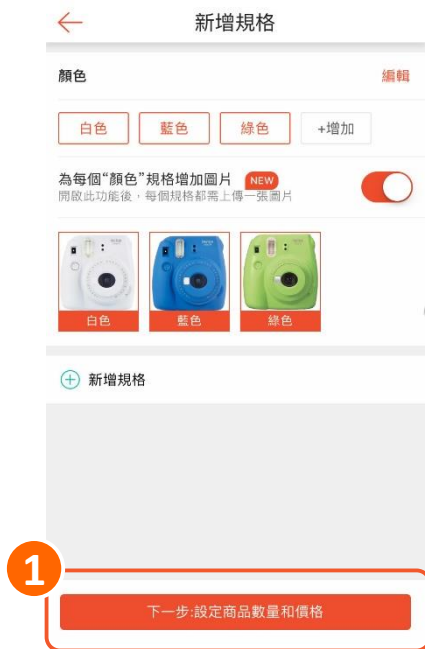 新增規格
顏色 編輯
白色 藍色 綠色 +增加
為每個“顏色”規格增加圖片 NEW
開啟此功能後，每個規格都需上傳一張圖片
白色 藍色 綠色
新增規格
1
下一步:設定商品數量和價格